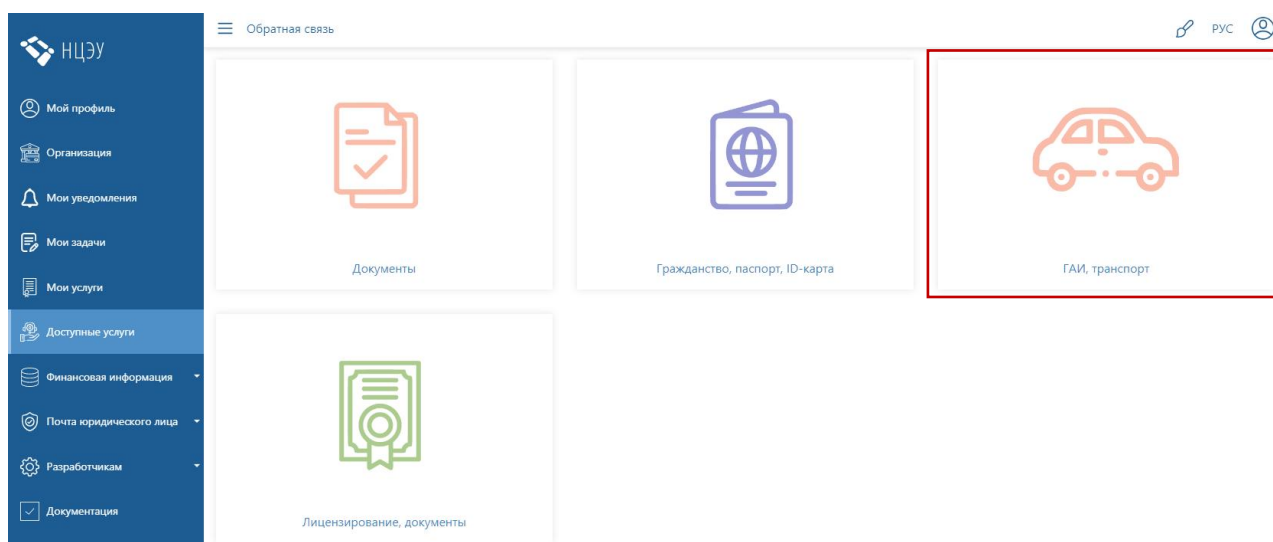 НЦЭУ
Мой профиль
Организация
Мои уведомления
Мои задачи
Мои услуги
Доступные услуги
Финансовая информация
Почта юридического лица
Разработчикам
Документация
Обратная связь
РУС
Документы
Гражданство, паспорт, ID-карта
ГАИ, транспорт
Лицензирование, документы